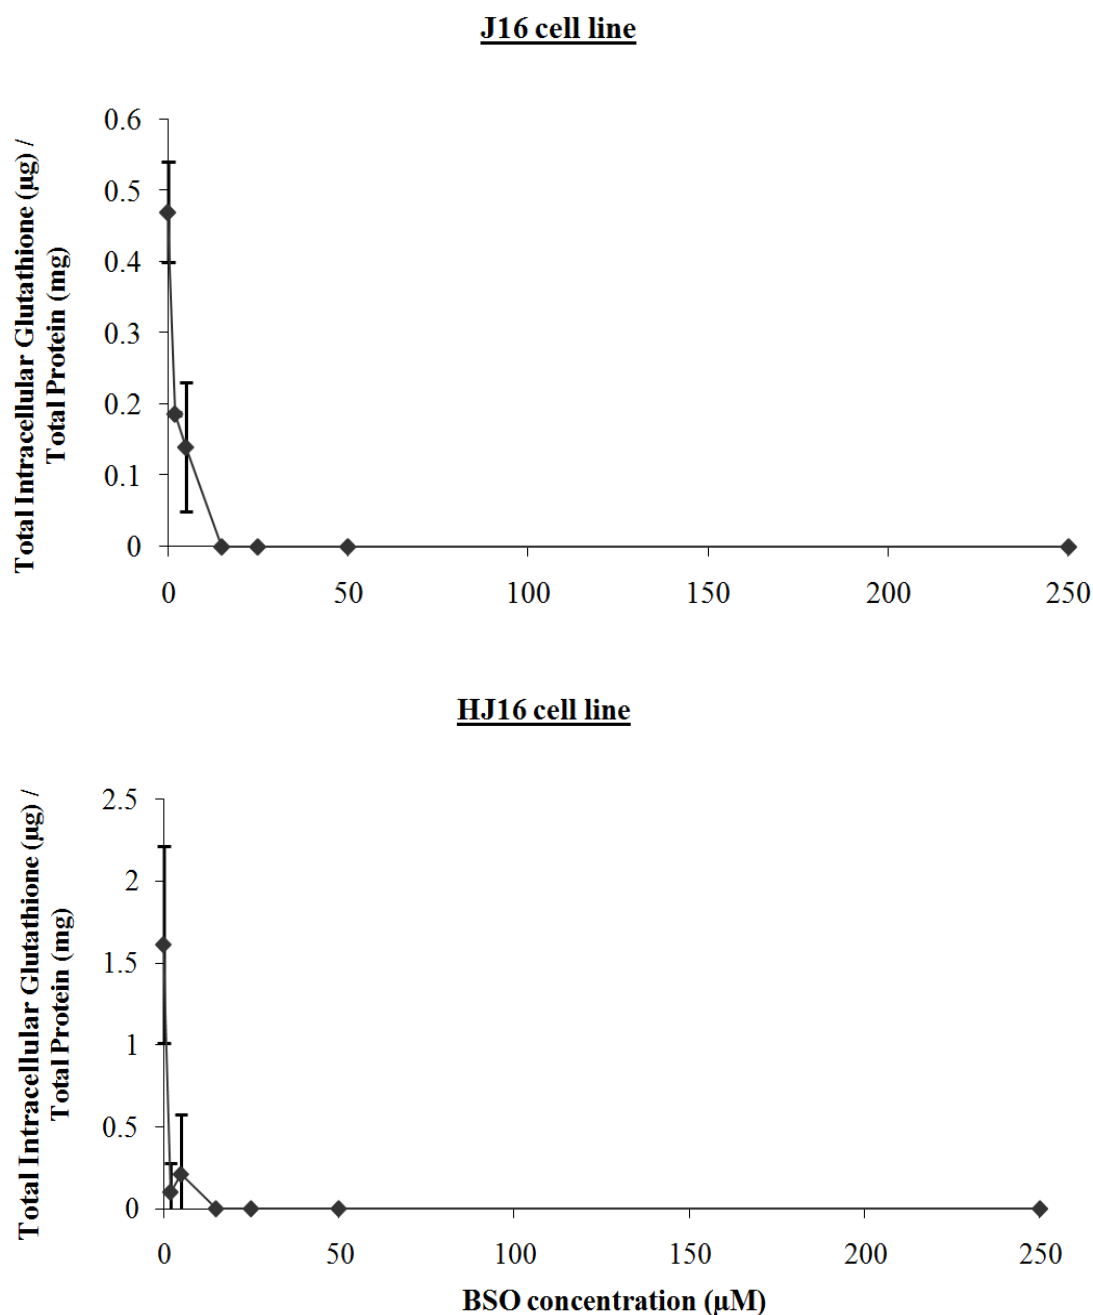 J16 cell line
Total Intracellular Glutathione (µg) /
Total Protein (mg)
0.6
0.5
0.4
0.3
0.2
0.1
0
0 50 100 150 200 250
HJ16 cell line
Total Intracellular Glutathione (µg) /
Total Protein (mg)
2.5
2
1.5
1
0.5
0
0 50 100 150 200 250
BSO concentration (µM)